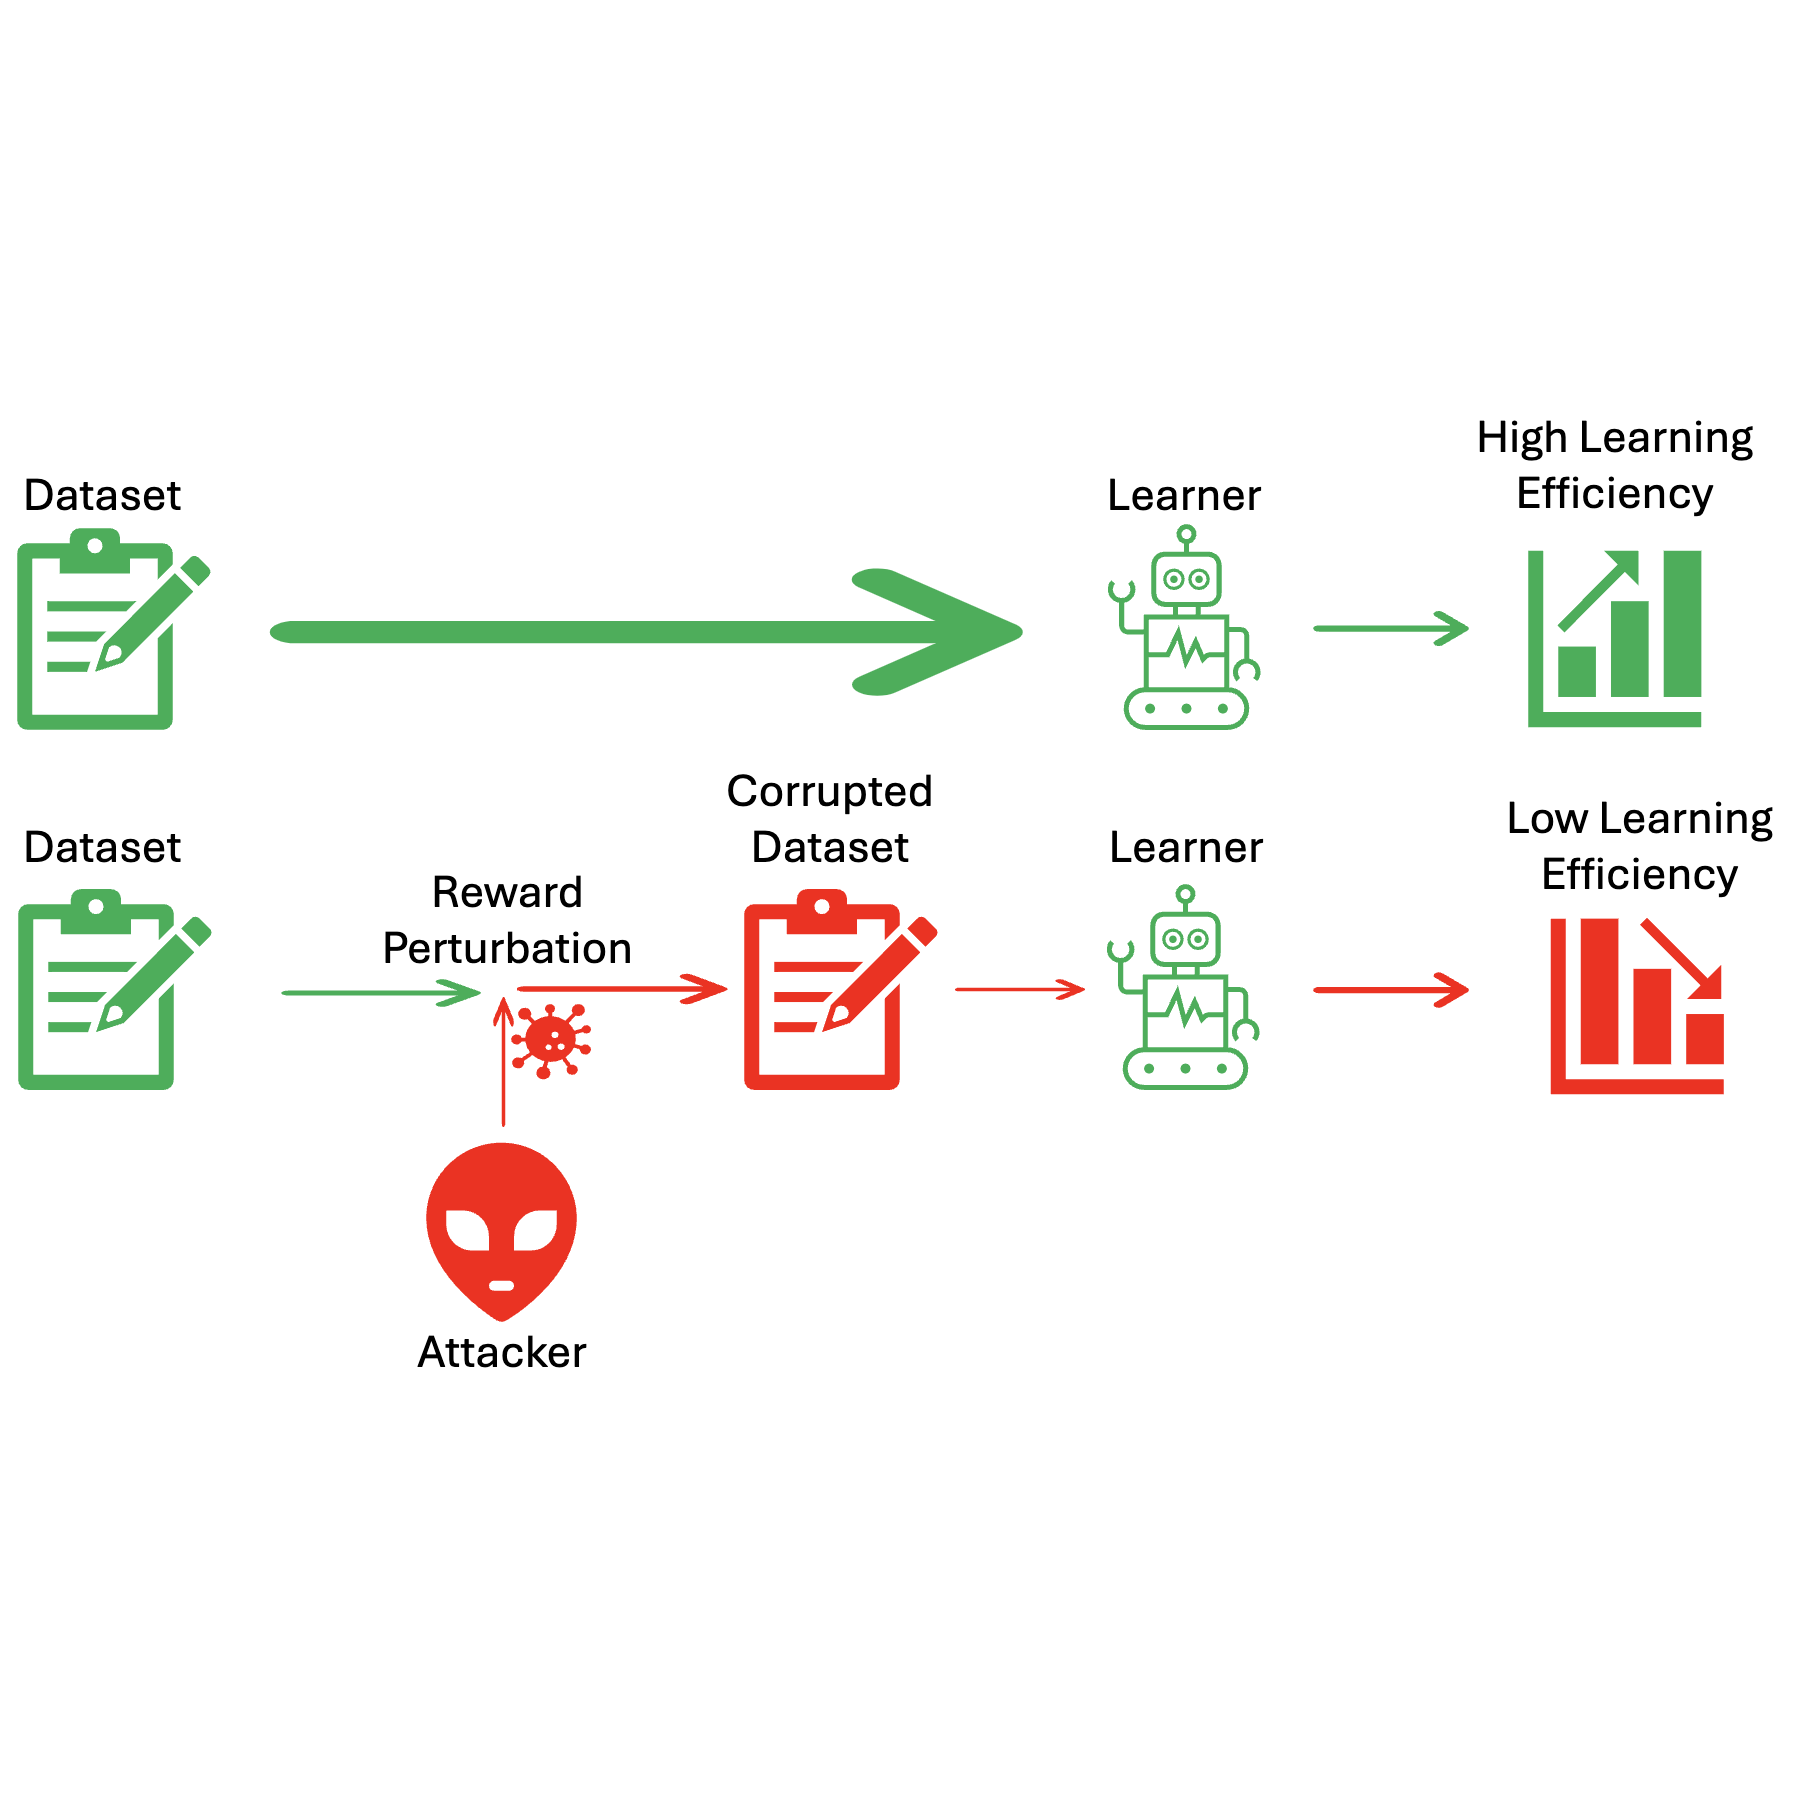 Dataset
Learner
High Learning
Efficiency
Dataset
Reward
Perturbation
Corrupted
Dataset
Learner
Low Learning
Efficiency
Attacker